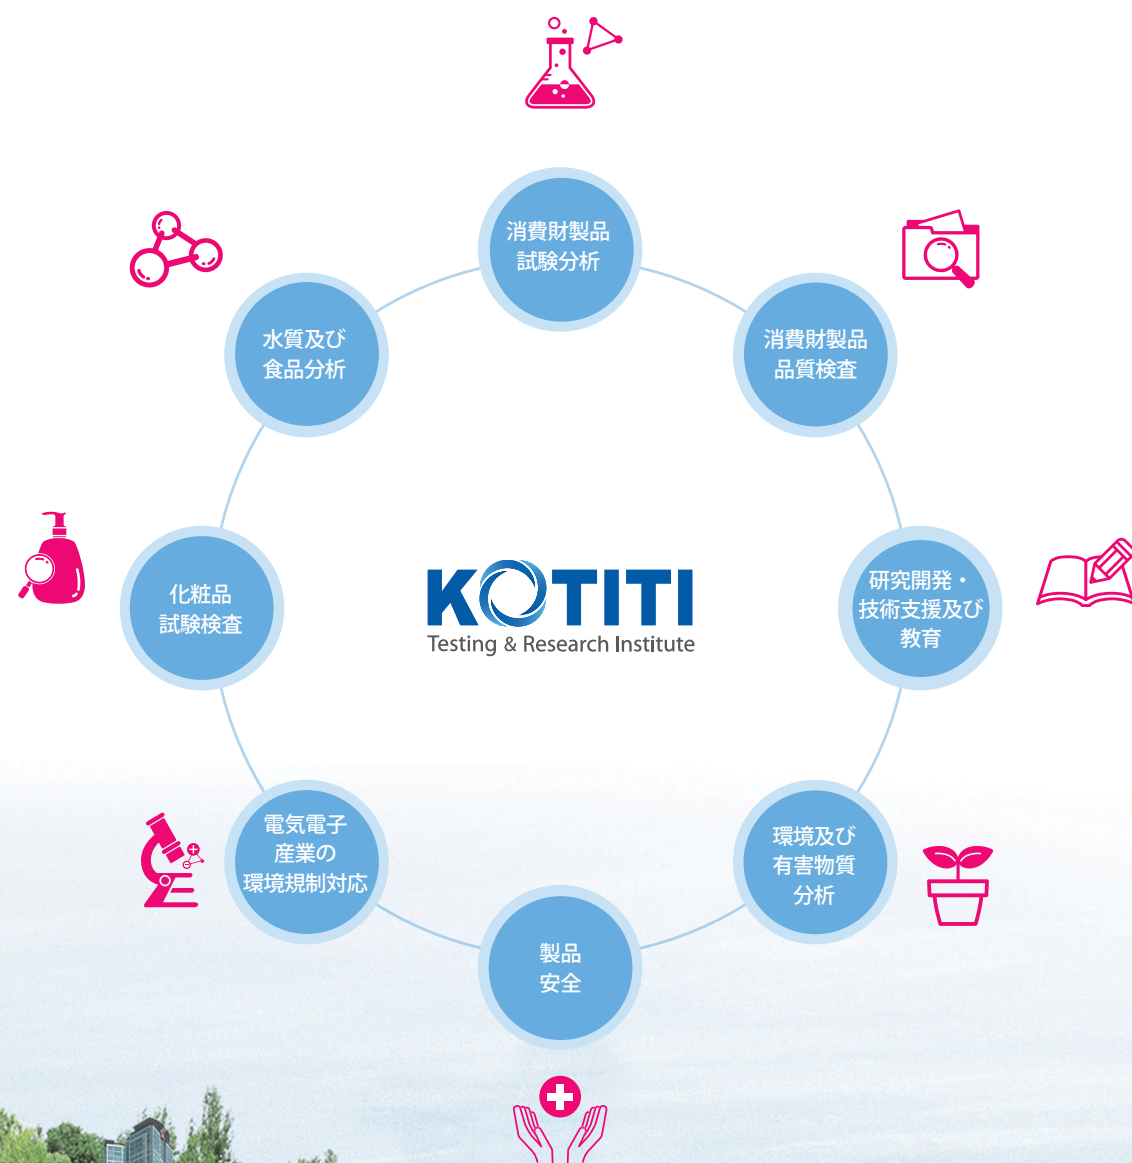 消費財製品
試験分析
消費財製品
品質検査
研究開発・
技術支援及び
教育
環境及び
有害物質
分析
製品
安全
電気電子
産業の
環境規制対応
化粧品
試験検査
水質及び
食品分析
KOTITI
Testing & Research Institute